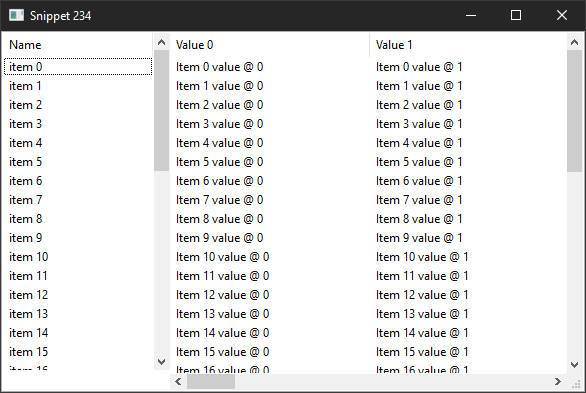 Snippet 234
Name Value 0 Value 1
item 0 Item 0 value @ 0 Item 0 value @ 1
item 1 Item 1 value @ 0 Item 1 value @ 1
item 2 Item 2 value @ 0 Item 2 value @ 1
item 3 Item 3 value @ 0 Item 3 value @ 1
item 4 Item 4 value @ 0 Item 4 value @ 1
item 5 Item 5 value @ 0 Item 5 value @ 1
item 6 Item 6 value @ 0 Item 6 value @ 1
item 7 Item 7 value @ 0 Item 7 value @ 1
item 8 Item 8 value @ 0 Item 8 value @ 1
item 9 Item 9 value @ 0 Item 9 value @ 1
item 10 Item 10 value @ 0 Item 10 value @ 1
item 11 Item 11 value @ 0 Item 11 value @ 1
item 12 Item 12 value @ 0 Item 12 value @ 1
item 13 Item 13 value @ 0 Item 13 value @ 1
item 14 Item 14 value @ 0 Item 14 value @ 1
item 15 Item 15 value @ 0 Item 15 value @ 1
item 16 Item 16 value @ 0 Item 16 value @ 1